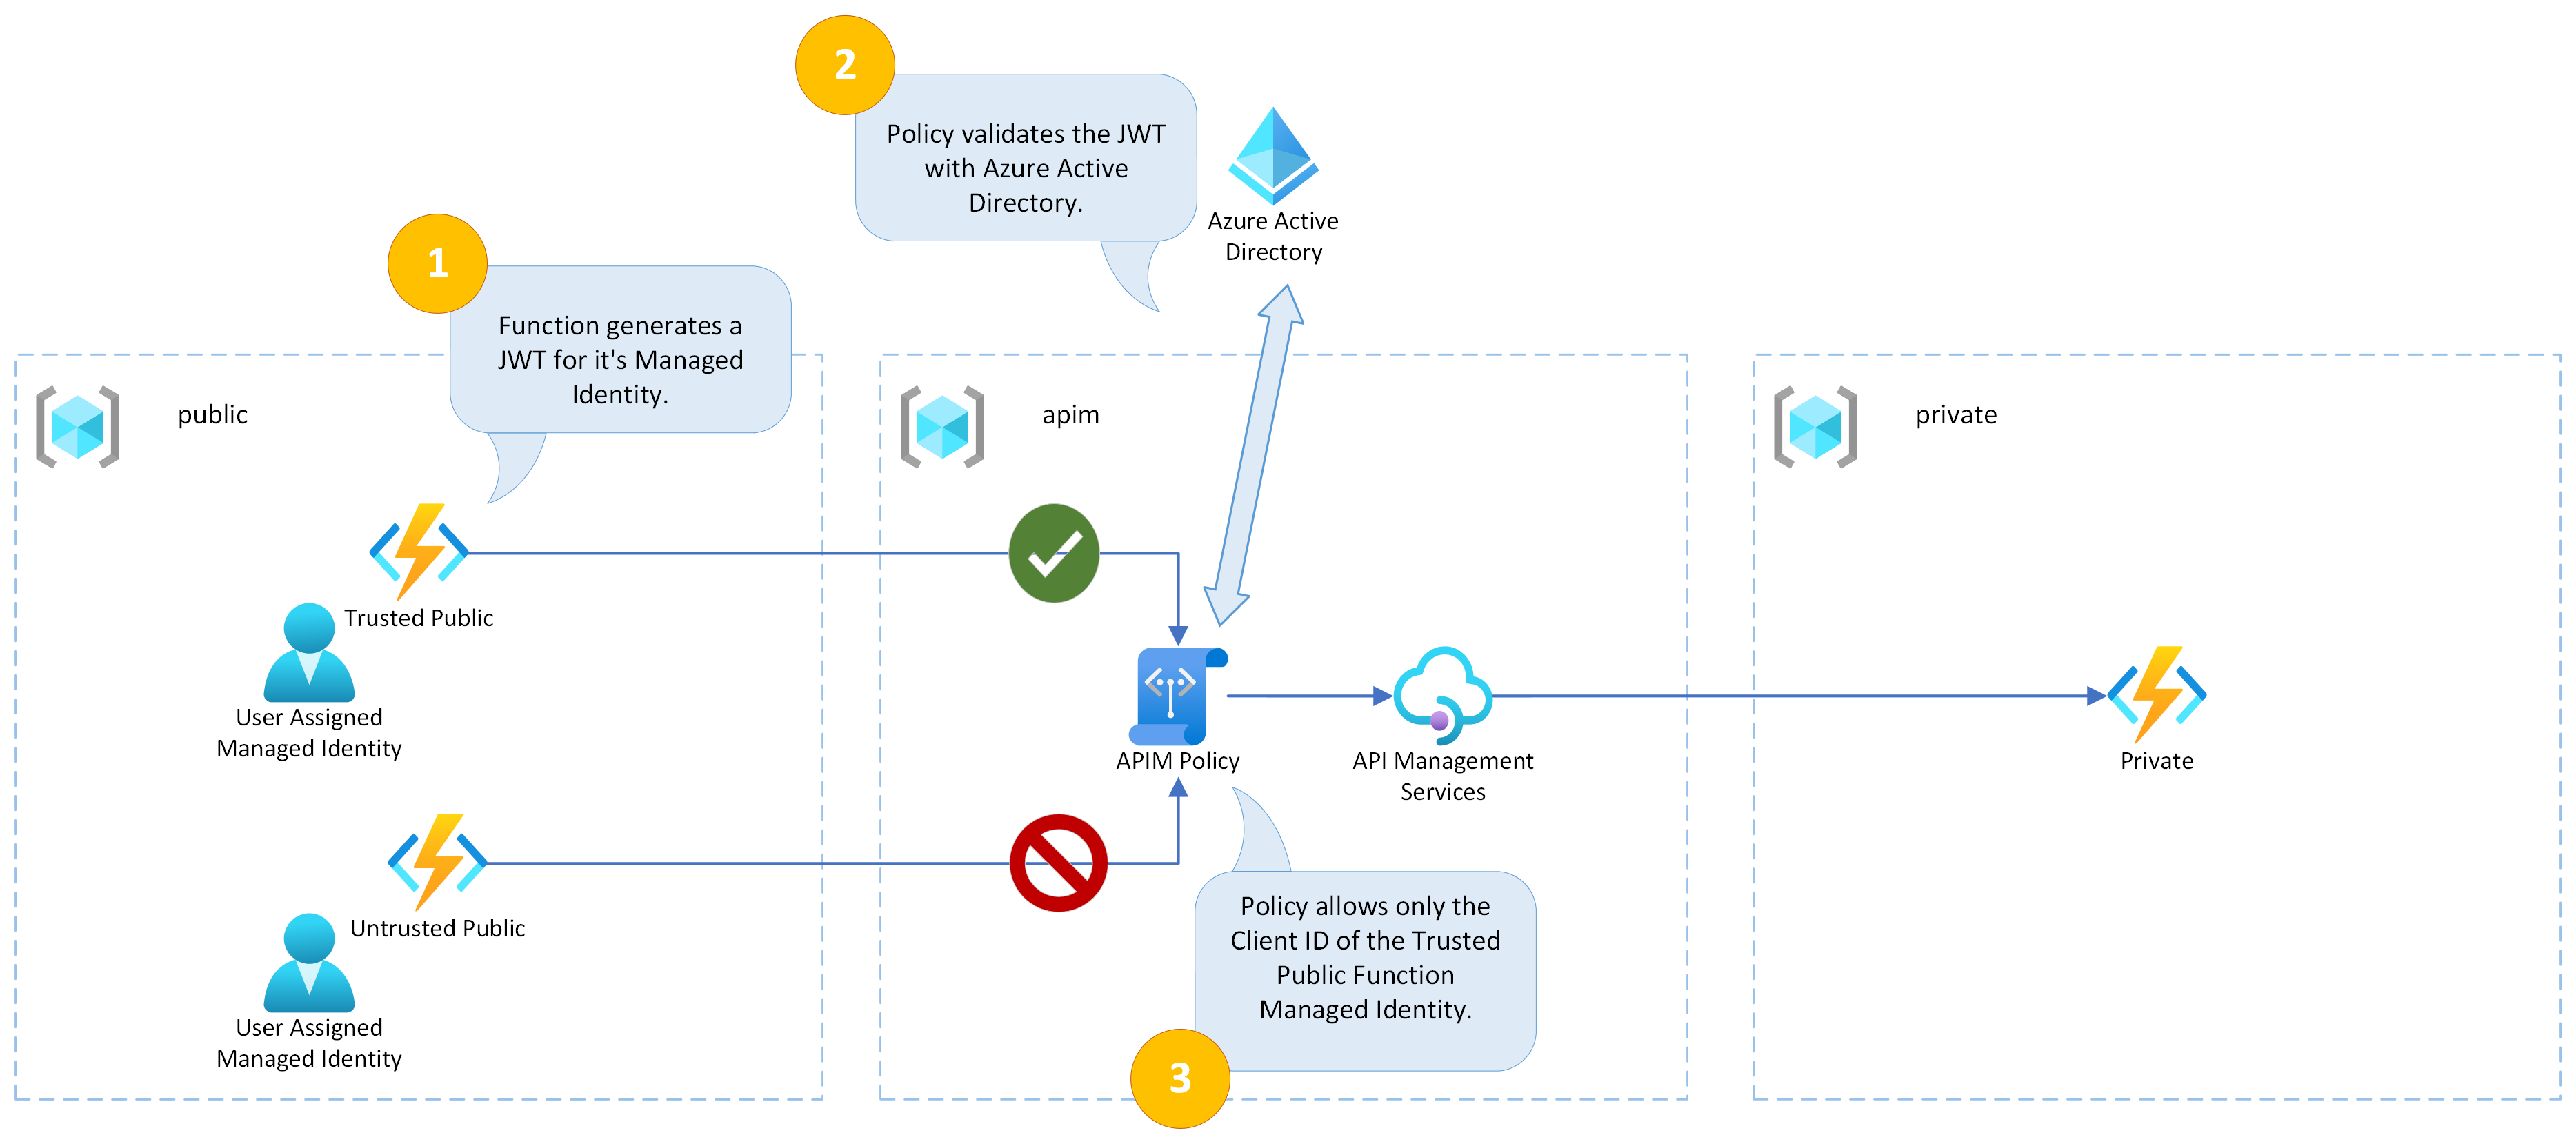 2
Policy validates the JWT
with Azure Active
Directory.
Azure Active
Directory
1
Function generates a
JWT for it's Managed
Identity.
public
apim
private
Trusted Public
User Assigned
Managed Identity
APIM Policy
API Management
Services
Private
Untrusted Public
User Assigned
Managed Identity
Policy allows only the
Client ID of the Trusted
Public Function
Managed Identity.
3